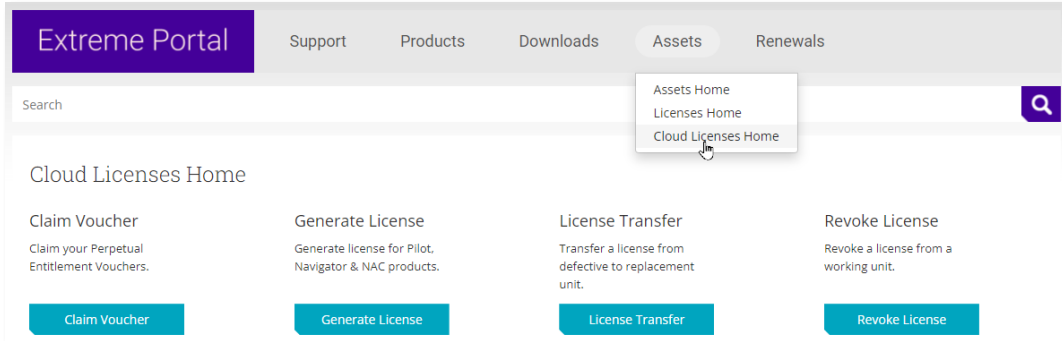 Extreme Portal
Support
Products
Downloads
Assets
Renewals
Assets Home
Licenses Home
Cloud Licenses Home
Search
Cloud Licenses Home
Claim Voucher
Claim your Perpetual
Entitlement Vouchers.
Claim Voucher
Generate License
Generate license for Pilot,
Navigator & NAC products.
Generate License
License Transfer
Transfer a license from
defective to replacement
unit.
License Transfer
Revoke License
Revoke a license from a
working unit.
Revoke License